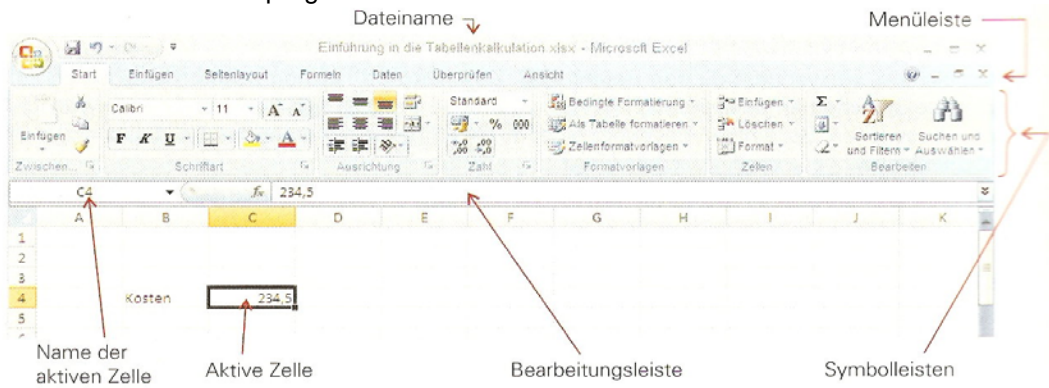 Dateiname
Menüleiste
Einführung in die Tabellenkalkulation.xlsx - Microsoft Excel
Start Einfügen Seitenlayout Formeln Daten Überprüfen Ansicht
Calibri 11 A A Standard Bedingte Formatierung Einfügen Σ
Einfügen F K U A % 000 Als Tabelle formatieren Löschen Sortieren Suchen und
Zellenformatvorlagen Format und Filtern Auswählen
Zwischen... Schriftart Ausrichtung Zahl Formatvorlagen Zellen Bearbeiten
C4 fx 234,5
A B C D E F G H I J K
1
2
3
4 Kosten 234,5
5
Name der
aktiven Zelle
Aktive Zelle
Bearbeitungsleiste
Symbolleisten